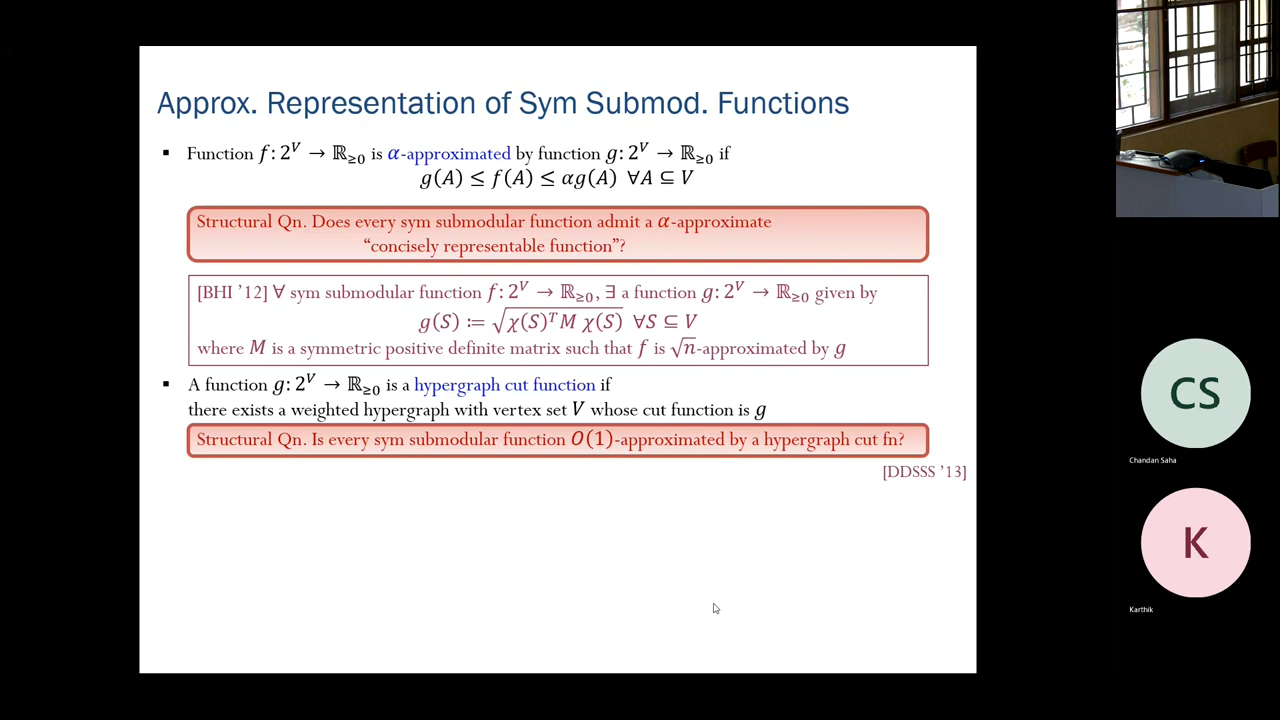 Approx. Representation of Sym Submod. Functions
▪ Function f: 2^V → ℝ≥0 is α-approximated by function g: 2^V → ℝ≥0 if
g(A) ≤ f(A) ≤ αg(A) ∀A ⊆ V
Structural Qn. Does every sym submodular function admit a α-approximate
“concisely representable function”?
[BHI ’12] ∀ sym submodular function f: 2^V → ℝ≥0, ∃ a function g: 2^V → ℝ≥0 given by
g(S) ≔ √(χ(S)^T M χ(S)) ∀S ⊆ V
where M is a symmetric positive definite matrix such that f is √n-approximated by g
▪ A function g: 2^V → ℝ≥0 is a hypergraph cut function if
there exists a weighted hypergraph with vertex set V whose cut function is g
Structural Qn. Is every sym submodular function O(1)-approximated by a hypergraph cut fn?
[DDSSS ’13]
CS
Chandan Saha
K
Karthik